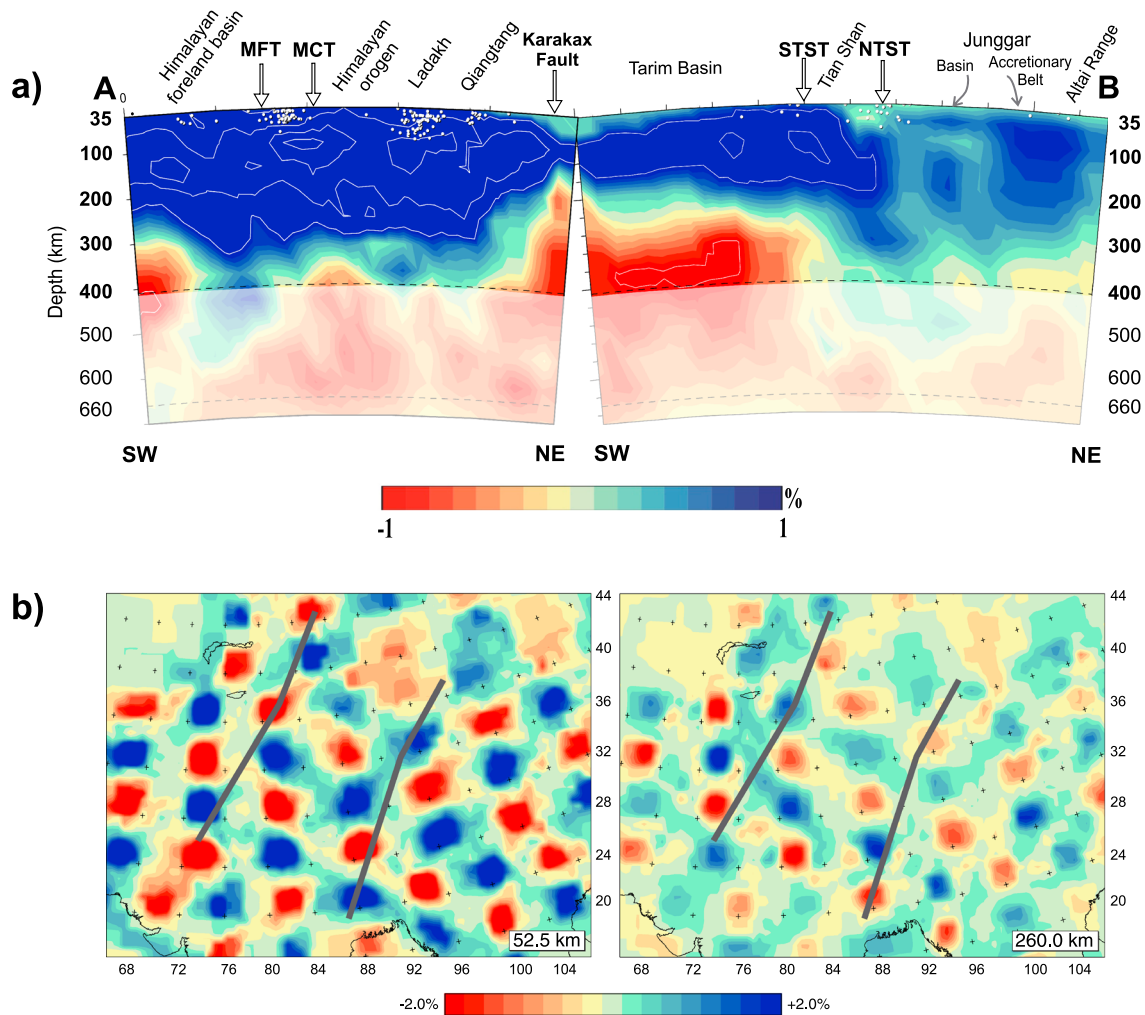 a)
A
B
0
Himalayan
foreland basin
MFT
MCT
Himalayan
orogen
Ladakh
Qiangtang
Karakax
Fault
Tarim Basin
STST
Tian Shan
NTST
Junggar
Basin
Accretionary
Belt
Altai Range
Depth (km)
35
100
200
300
400
500
600
660
35
100
200
300
400
500
600
660
SW
NE
SW
NE
%
-1
1
b)
44
40
36
32
28
24
20
52.5 km
68
72
76
80
84
88
92
96
100
104
44
40
36
32
28
24
20
260.0 km
68
74
76
80
84
88
92
96
100
104
-2.0%
+2.0%